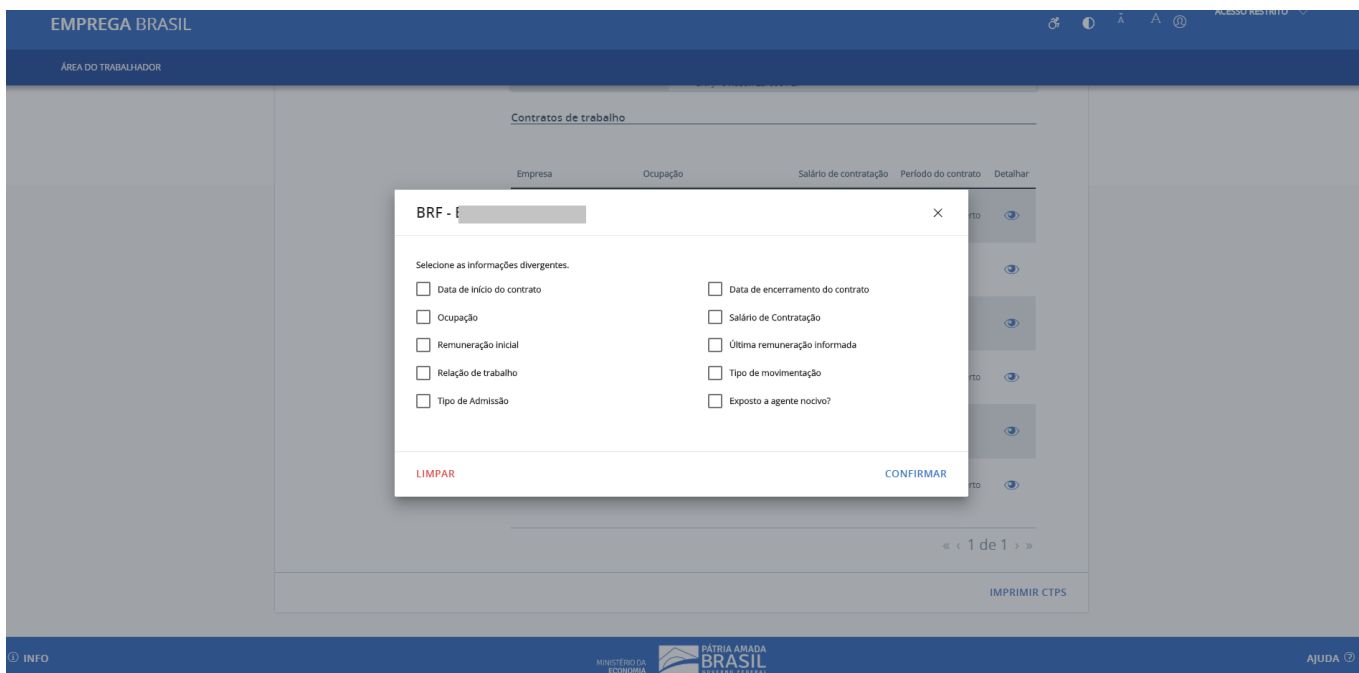 EMPREGA BRASIL
ACESSO RESTRITO
A
A
ÁREA DO TRABALHADOR
Contratos de trabalho
Empresa Ocupação Salário de contratação Período do contrato Detalhar
BRF -
Selecione as informações divergentes.
Data de início do contrato Data de encerramento do contrato
Ocupação Salário de Contratação
Remuneração inicial Última remuneração informada
Relação de trabalho Tipo de movimentação
Tipo de Admissão Exposto a agente nocivo?
LIMPAR CONFIRMAR
« ‹ 1 de 1 › »
IMPRIMIR CTPS
INFO
MINISTÉRIO DA
ECONOMIA
PÁTRIA AMADA
BRASIL
GOVERNO FEDERAL
AJUDA